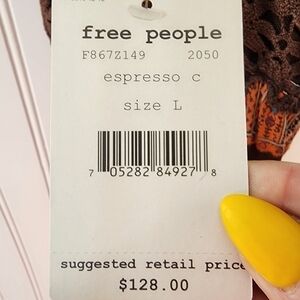 free people
F867Z149 2050
espresso c
size L
7 05282 84927 8
suggested retail price
$128.00